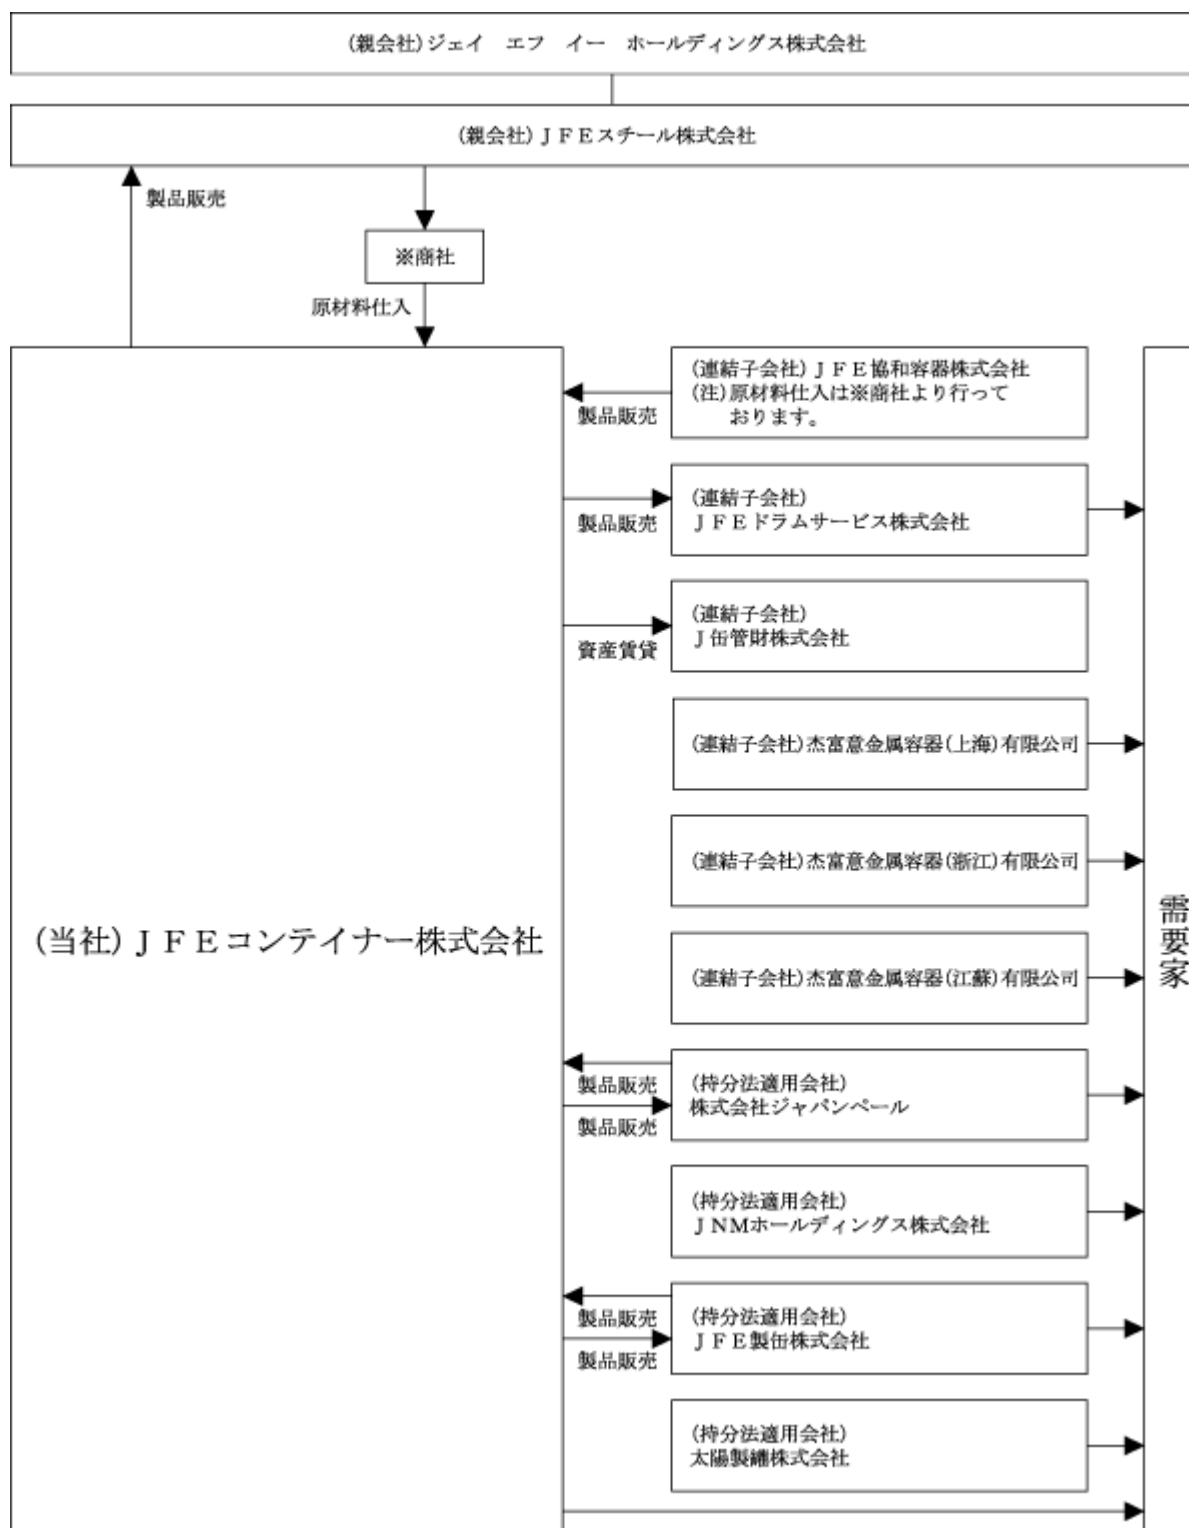 (親会社)ジェイ　エフ　イー　ホールディングス株式会社
(親会社)ＪＦＥスチール株式会社
製品販売
※商社
原材料仕入
(当社)ＪＦＥコンテイナー株式会社
(連結子会社)ＪＦＥ協和容器株式会社
(注)原材料仕入は※商社より行って
おります。
製品販売
(連結子会社)
ＪＦＥドラムサービス株式会社
製品販売
(連結子会社)
Ｊ缶管財株式会社
資産賃貸
(連結子会社)杰富意金属容器(上海)有限公司
(連結子会社)杰富意金属容器(浙江)有限公司
(連結子会社)杰富意金属容器(江蘇)有限公司
(持分法適用会社)
株式会社ジャパンペール
製品販売
製品販売
(持分法適用会社)
ＪＮＭホールディングス株式会社
(持分法適用会社)
ＪＦＥ製缶株式会社
製品販売
製品販売
(持分法適用会社)
太陽製罐株式会社
需要家